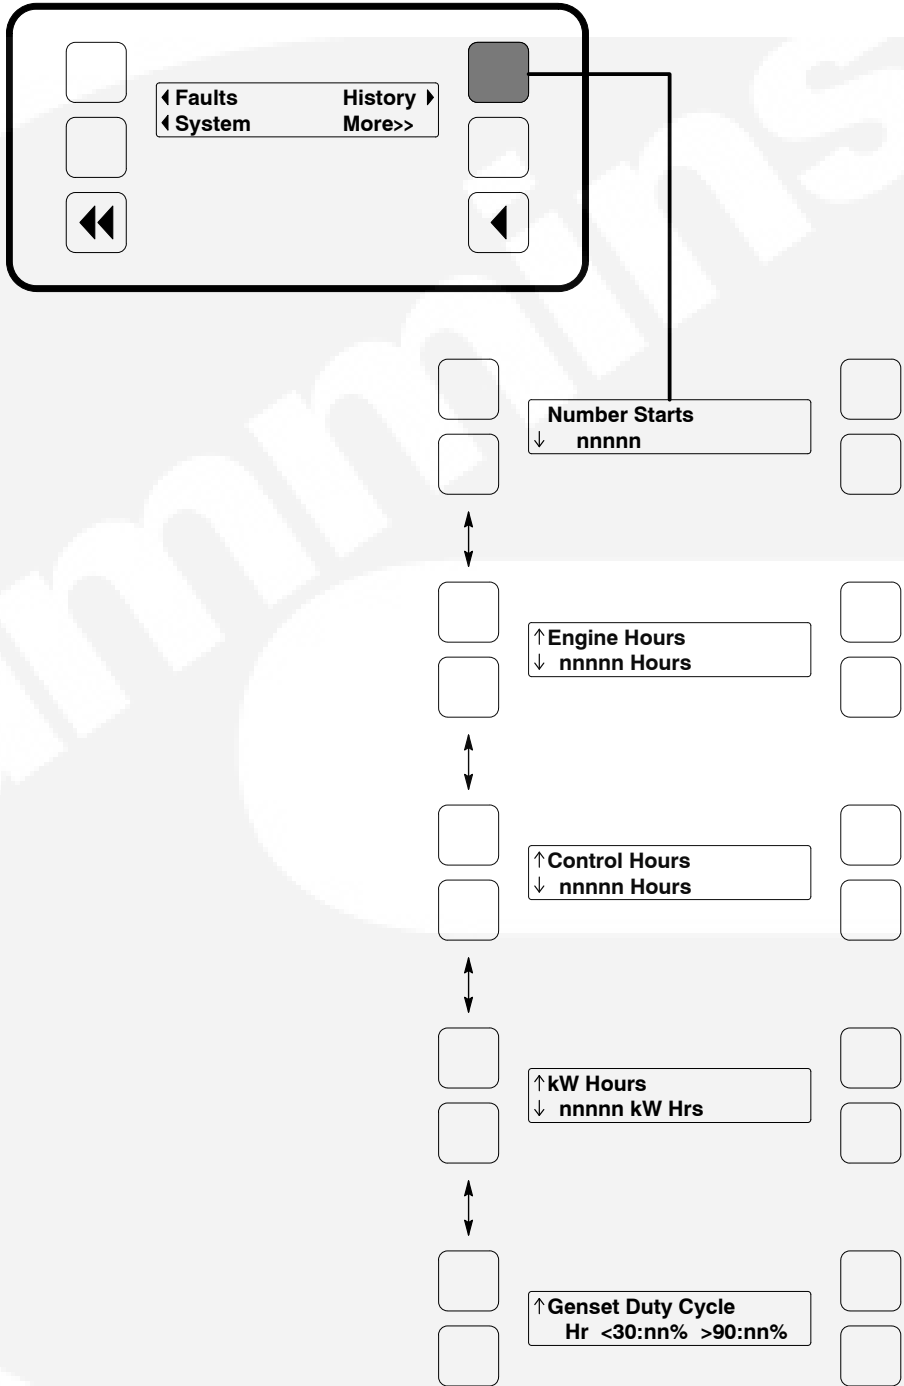 Faults History
System More>>
Number Starts
↓ nnnnn
↑Engine Hours
↓ nnnnn Hours
↑Control Hours
↓ nnnnn Hours
↑kW Hours
↓ nnnnn kW Hrs
↑Genset Duty Cycle
Hr <30:nn% >90:nn%